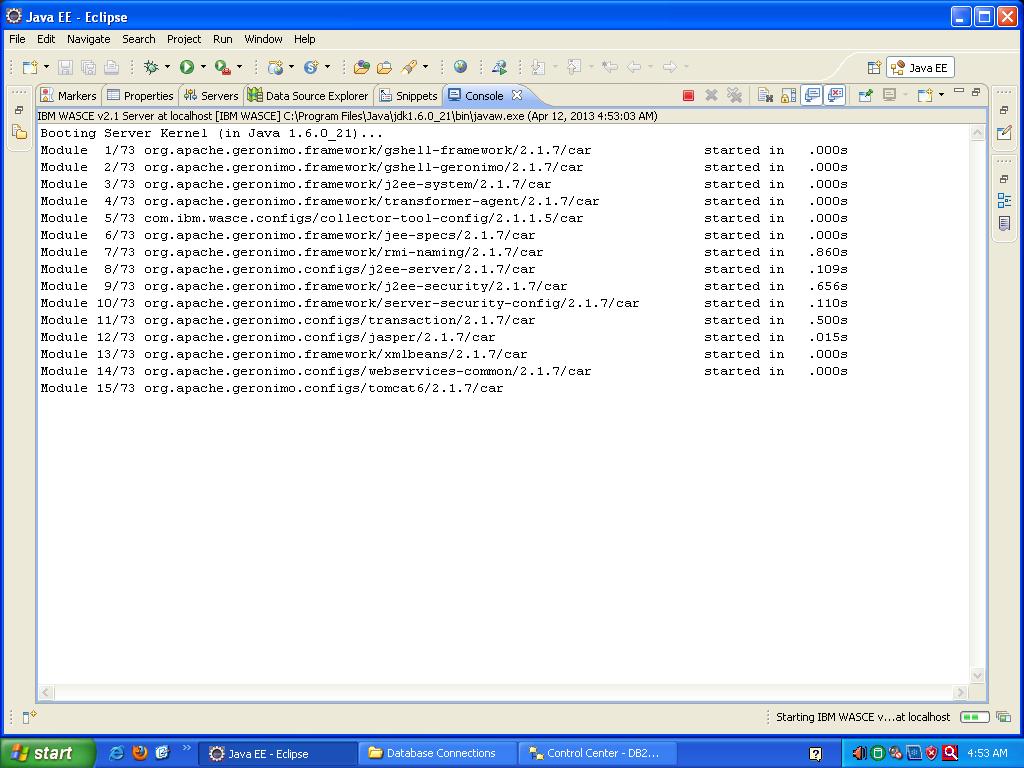 Java EE - Eclipse
File Edit Navigate Search Project Run Window Help
Java EE
Markers Properties Servers Data Source Explorer Snippets Console
IBM WASCE v2.1 Server at localhost [IBM WASCE] C:\Program Files\Java\jdk1.6.0_21\bin\javaw.exe (Apr 12, 2013 4:53:03 AM)
Booting Server Kernel (in Java 1.6.0_21)...
Module 1/73 org.apache.geronimo.framework/gshell-framework/2.1.7/car started in .000s
Module 2/73 org.apache.geronimo.framework/gshell-geronimo/2.1.7/car started in .000s
Module 3/73 org.apache.geronimo.framework/j2ee-system/2.1.7/car started in .000s
Module 4/73 org.apache.geronimo.framework/transformer-agent/2.1.7/car started in .000s
Module 5/73 com.ibm.wasce.configs/collector-tool-config/2.1.1.5/car started in .000s
Module 6/73 org.apache.geronimo.framework/jee-specs/2.1.7/car started in .000s
Module 7/73 org.apache.geronimo.framework/rmi-naming/2.1.7/car started in .860s
Module 8/73 org.apache.geronimo.configs/j2ee-server/2.1.7/car started in .109s
Module 9/73 org.apache.geronimo.framework/j2ee-security/2.1.7/car started in .656s
Module 10/73 org.apache.geronimo.framework/server-security-config/2.1.7/car started in .110s
Module 11/73 org.apache.geronimo.configs/transaction/2.1.7/car started in .500s
Module 12/73 org.apache.geronimo.configs/jasper/2.1.7/car started in .015s
Module 13/73 org.apache.geronimo.framework/xmlbeans/2.1.7/car started in .000s
Module 14/73 org.apache.geronimo.configs/webservices-common/2.1.7/car started in .000s
Module 15/73 org.apache.geronimo.configs/tomcat6/2.1.7/car
Starting IBM WASCE v...at localhost
start Java EE - Eclipse Database Connections Control Center - DB2... 4:53 AM